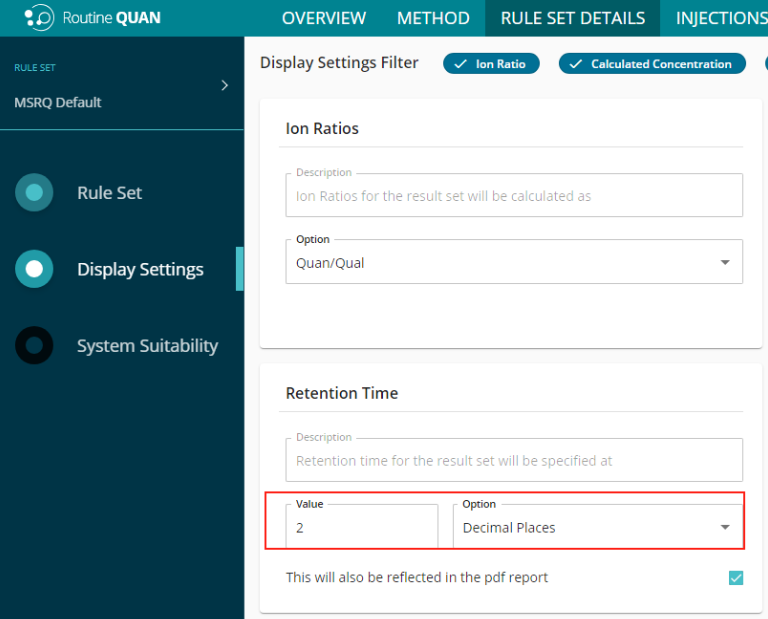 Routine QUAN
OVERVIEW METHOD RULE SET DETAILS INJECTIONS
RULE SET
MSRQ Default
Rule Set
Display Settings
System Suitability
Display Settings Filter Ion Ratio Calculated Concentration
Ion Ratios
Description
Ion Ratios for the result set will be calculated as
Option
Quan/Qual
Retention Time
Description
Retention time for the result set will be specified at
Value Option
2 Decimal Places
This will also be reflected in the pdf report